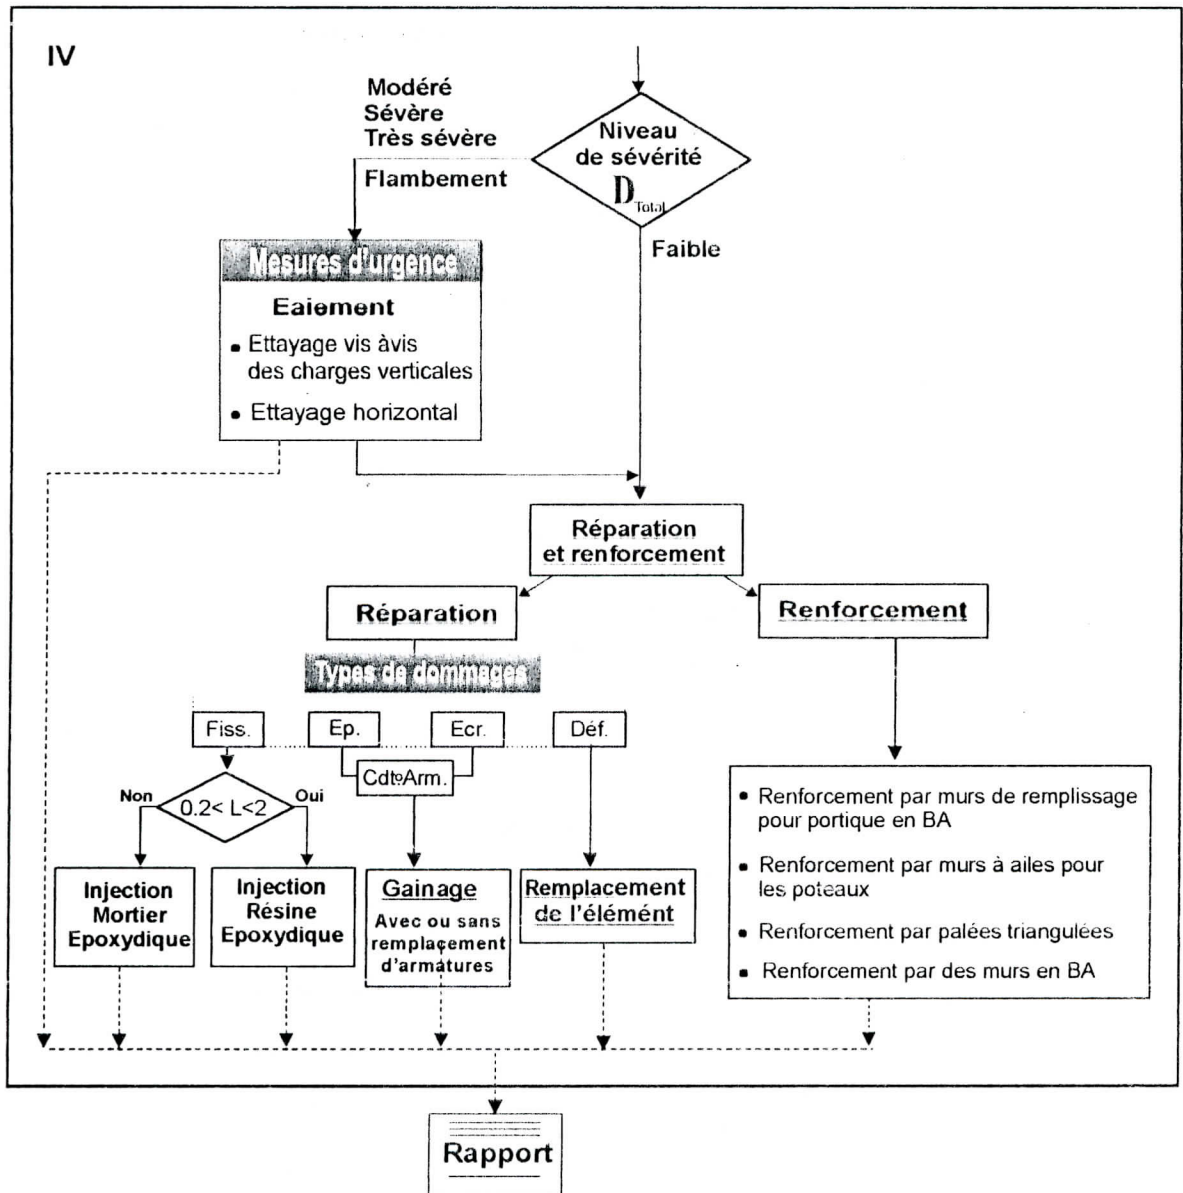 IV
Modéré
Sévère
Très sévère
Flambement
Niveau
de sévérité
D Total
Faible
Mesures d'urgence
Eaiement
• Ettayage vis àvis
des charges verticales
• Ettayage horizontal
Réparation
et renforcement
Réparation
Renforcement
Types de dommages
Fiss.
Ep.
Ecr.
Déf.
Cdt° Arm.
Non
0.2< L<2
Oui
Injection
Mortier
Epoxydique
Injection
Résine
Epoxydique
Gainage
Avec ou sans
remplacement
d'armatures
Remplacement
de l'élémént
• Renforcement par murs de remplissage
pour portique en BA
• Renforcement par murs à ailes pour
les poteaux
• Renforcement par palées triangulées
• Renforcement par des murs en BA
Rapport